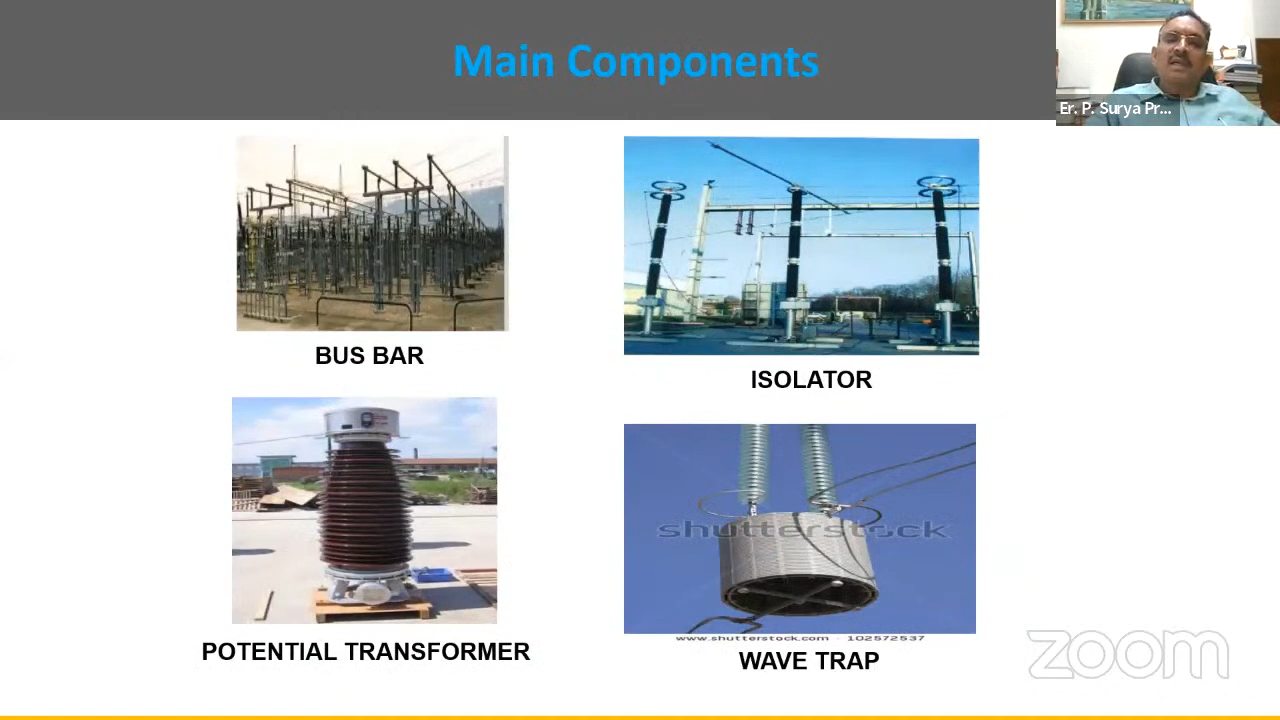 Main Components
Er. P. Surya Pr...
BUS BAR
ISOLATOR
shutterstock
www.shutterstock.com · 102572537
POTENTIAL TRANSFORMER
WAVE TRAP
zoom